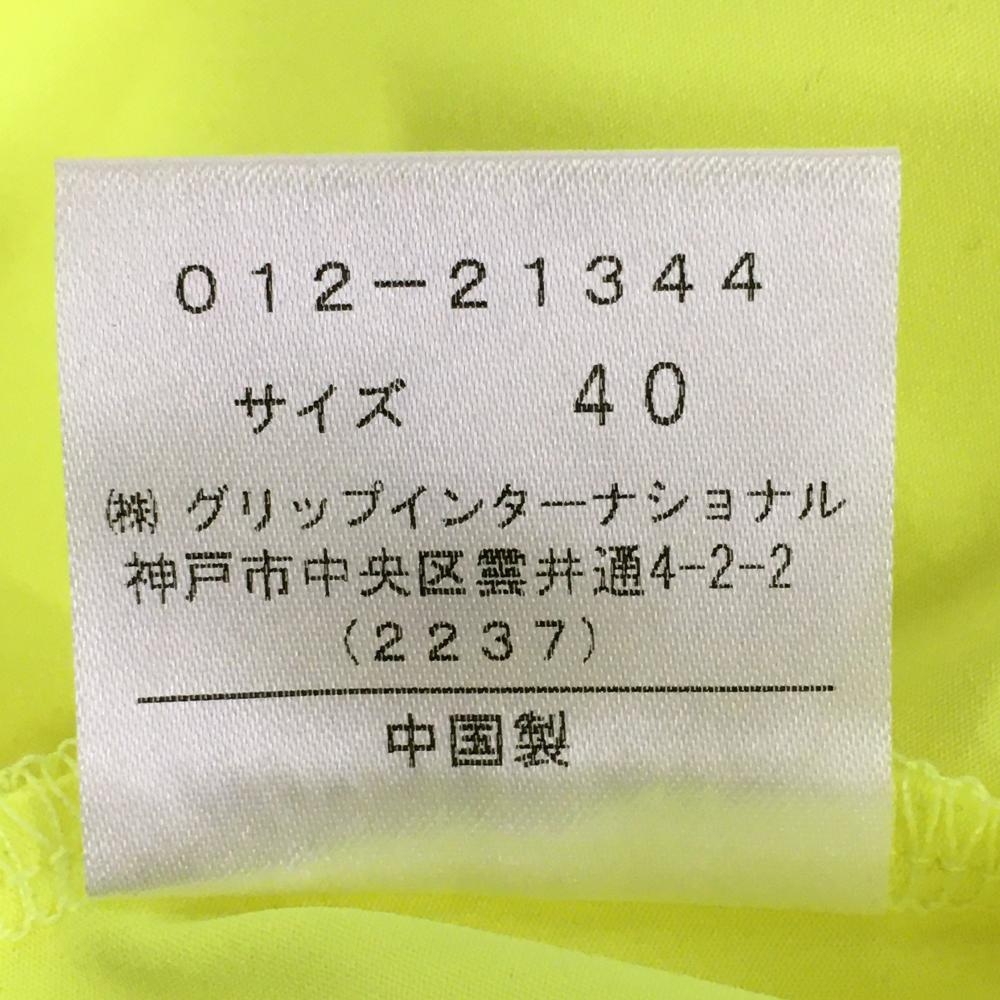 012-21344
サイズ 40
㈱ グリップインターナショナル
神戸市中央区雲井通4-2-2
(2237)
中国製